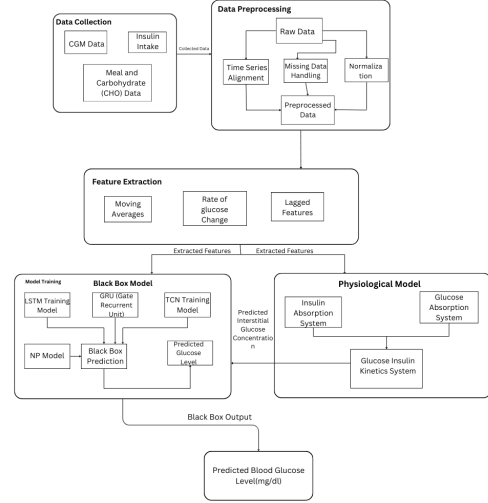 Data Collection
CGM Data
Insulin
Intake
Meal and
Carbohydrate
(CHO) Data
Collected Data
Data Preprocessing
Raw Data
Time Series
Alignment
Missing Data
Handling
Normaliza
tion
Preprocessed
Data
Feature Extraction
Moving
Averages
Rate of
glucose
Change
Lagged
Features
Extracted Features
Extracted Features
Model Training
Black Box Model
LSTM Training
Model
GRU (Gate
Recurrent
Unit)
TCN Training
Model
NP Model
Black Box
Prediction
Predicted
Glucose
Level
Predicted
Interstitial
Glucose
Concentratio
n
Physiological Model
Insulin
Absorption
System
Glucose
Absorption
System
Glucose Insulin
Kinetics System
Black Box Output
Predicted Blood Glucose
Level(mg/dl)